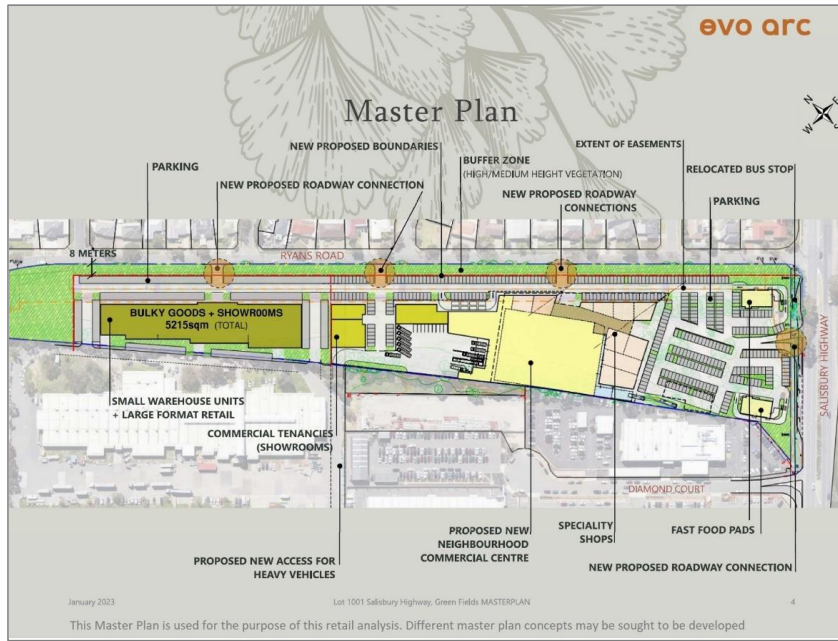 evo arc
Master Plan
N
E
W
S
NEW PROPOSED BOUNDARIES
EXTENT OF EASEMENTS
PARKING
BUFFER ZONE
(HIGH/MEDIUM HEIGHT VEGETATION)
RELOCATED BUS STOP
NEW PROPOSED ROADWAY CONNECTION
NEW PROPOSED ROADWAY
CONNECTIONS
PARKING
8 METERS
RYANS ROAD
BULKY GOODS + SHOWR00MS
5215sqm (TOTAL)
SALISBURY HIGHWAY
SMALL WAREHOUSE UNITS
+ LARGE FORMAT RETAIL
COMMERCIAL TENANCIES
(SHOWROOMS)
DIAMOND COURT
PROPOSED NEW
NEIGHBOURHOOD
COMMERCIAL CENTRE
SPECIALITY
SHOPS
FAST FOOD PADS
PROPOSED NEW ACCESS FOR
HEAVY VEHICLES
NEW PROPOSED ROADWAY CONNECTION
January 2023
Lot 1001 Salisbury Highway, Green Fields MASTERPLAN
4
This Master Plan is used for the purpose of this retail analysis. Different master plan concepts may be sought to be developed